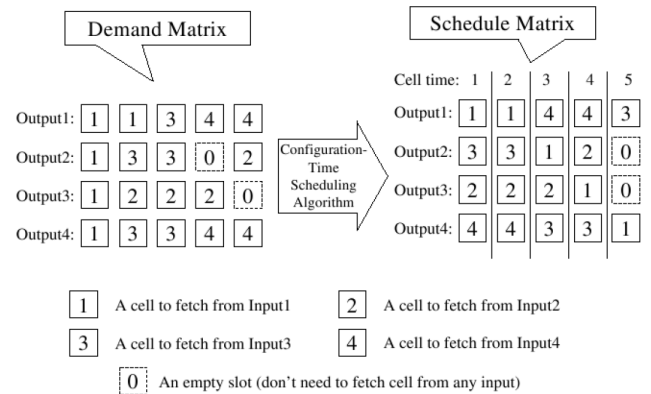 Demand Matrix
Schedule Matrix
Cell time: 1 2 3 4 5
Output1: 1 1 3 4 4
Output2: 1 3 3 0 2
Output3: 1 2 2 2 0
Output4: 1 3 3 4 4
Configuration-
Time
Scheduling
Algorithm
Output1: 1 1 4 4 3
Output2: 3 3 1 2 0
Output3: 2 2 2 1 0
Output4: 4 4 3 3 1
1 A cell to fetch from Input1
2 A cell to fetch from Input2
3 A cell to fetch from Input3
4 A cell to fetch from Input4
0 An empty slot (don't need to fetch cell from any input)